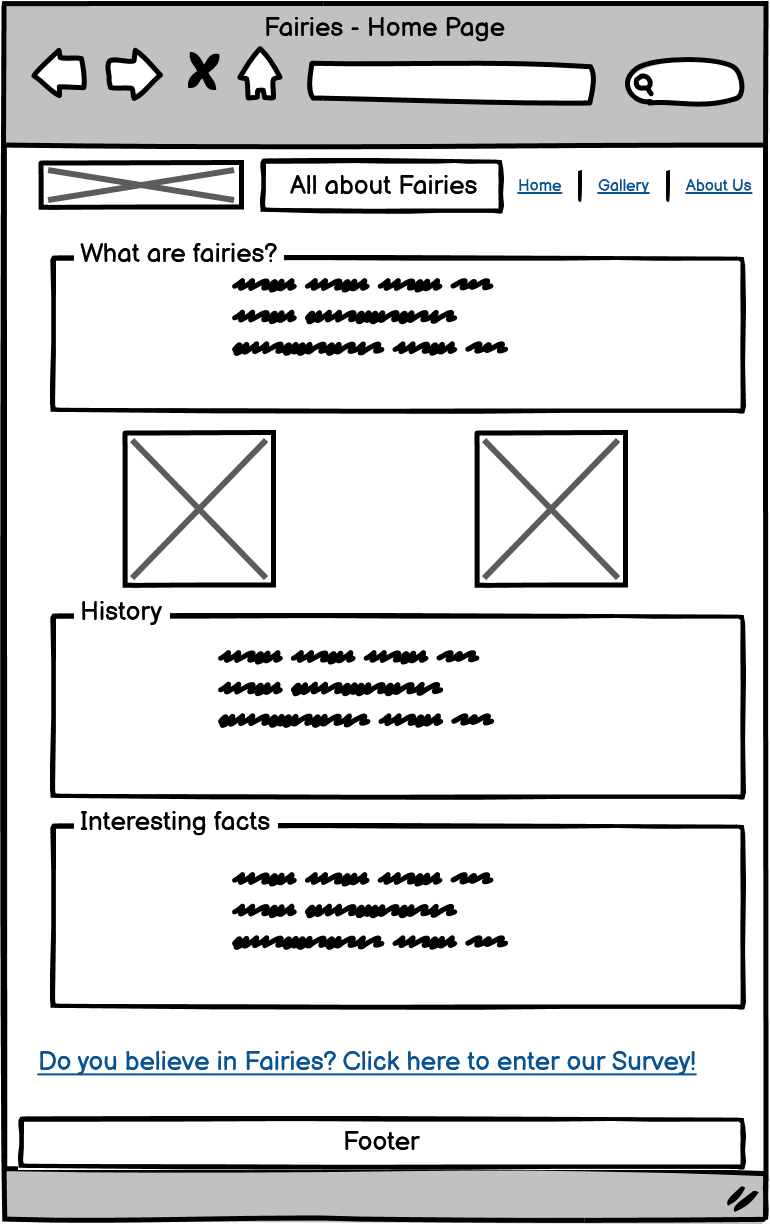 Fairies - Home Page
All about Fairies
Home
Gallery
About Us
What are fairies?
History
Interesting facts
Do you believe in Fairies? Click here to enter our Survey!
Footer